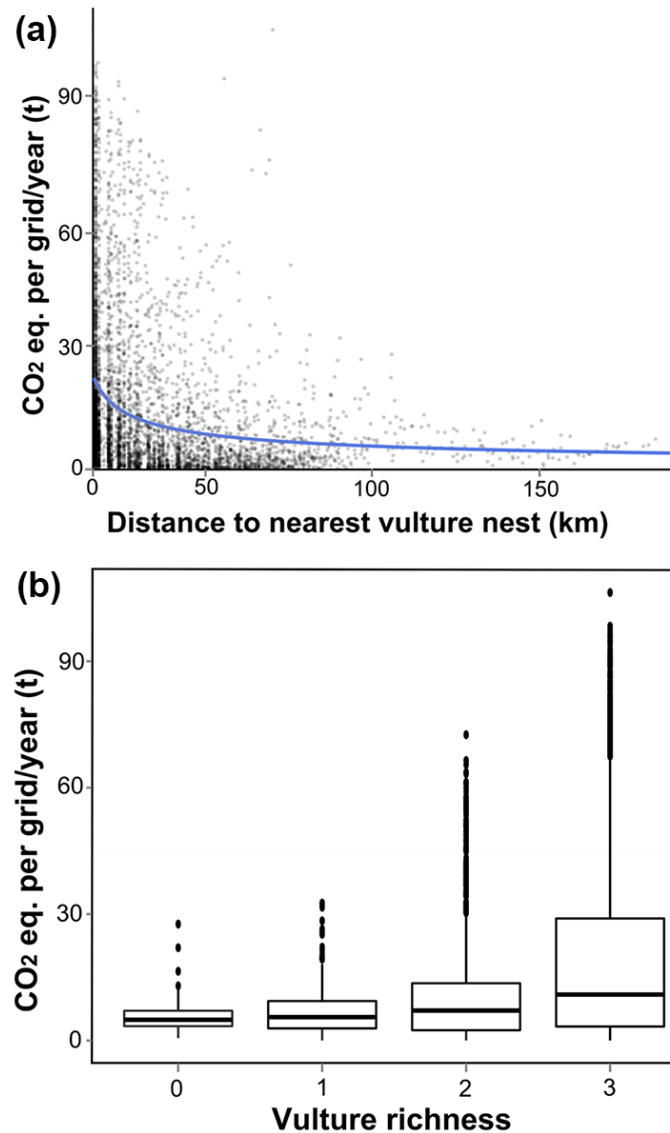 (a)
CO2 eq. per grid/year (t)
90
60
30
0
0 50 100 150
Distance to nearest vulture nest (km)
(b)
CO2 eq. per grid/year (t)
90
60
30
0
0 1 2 3
Vulture richness